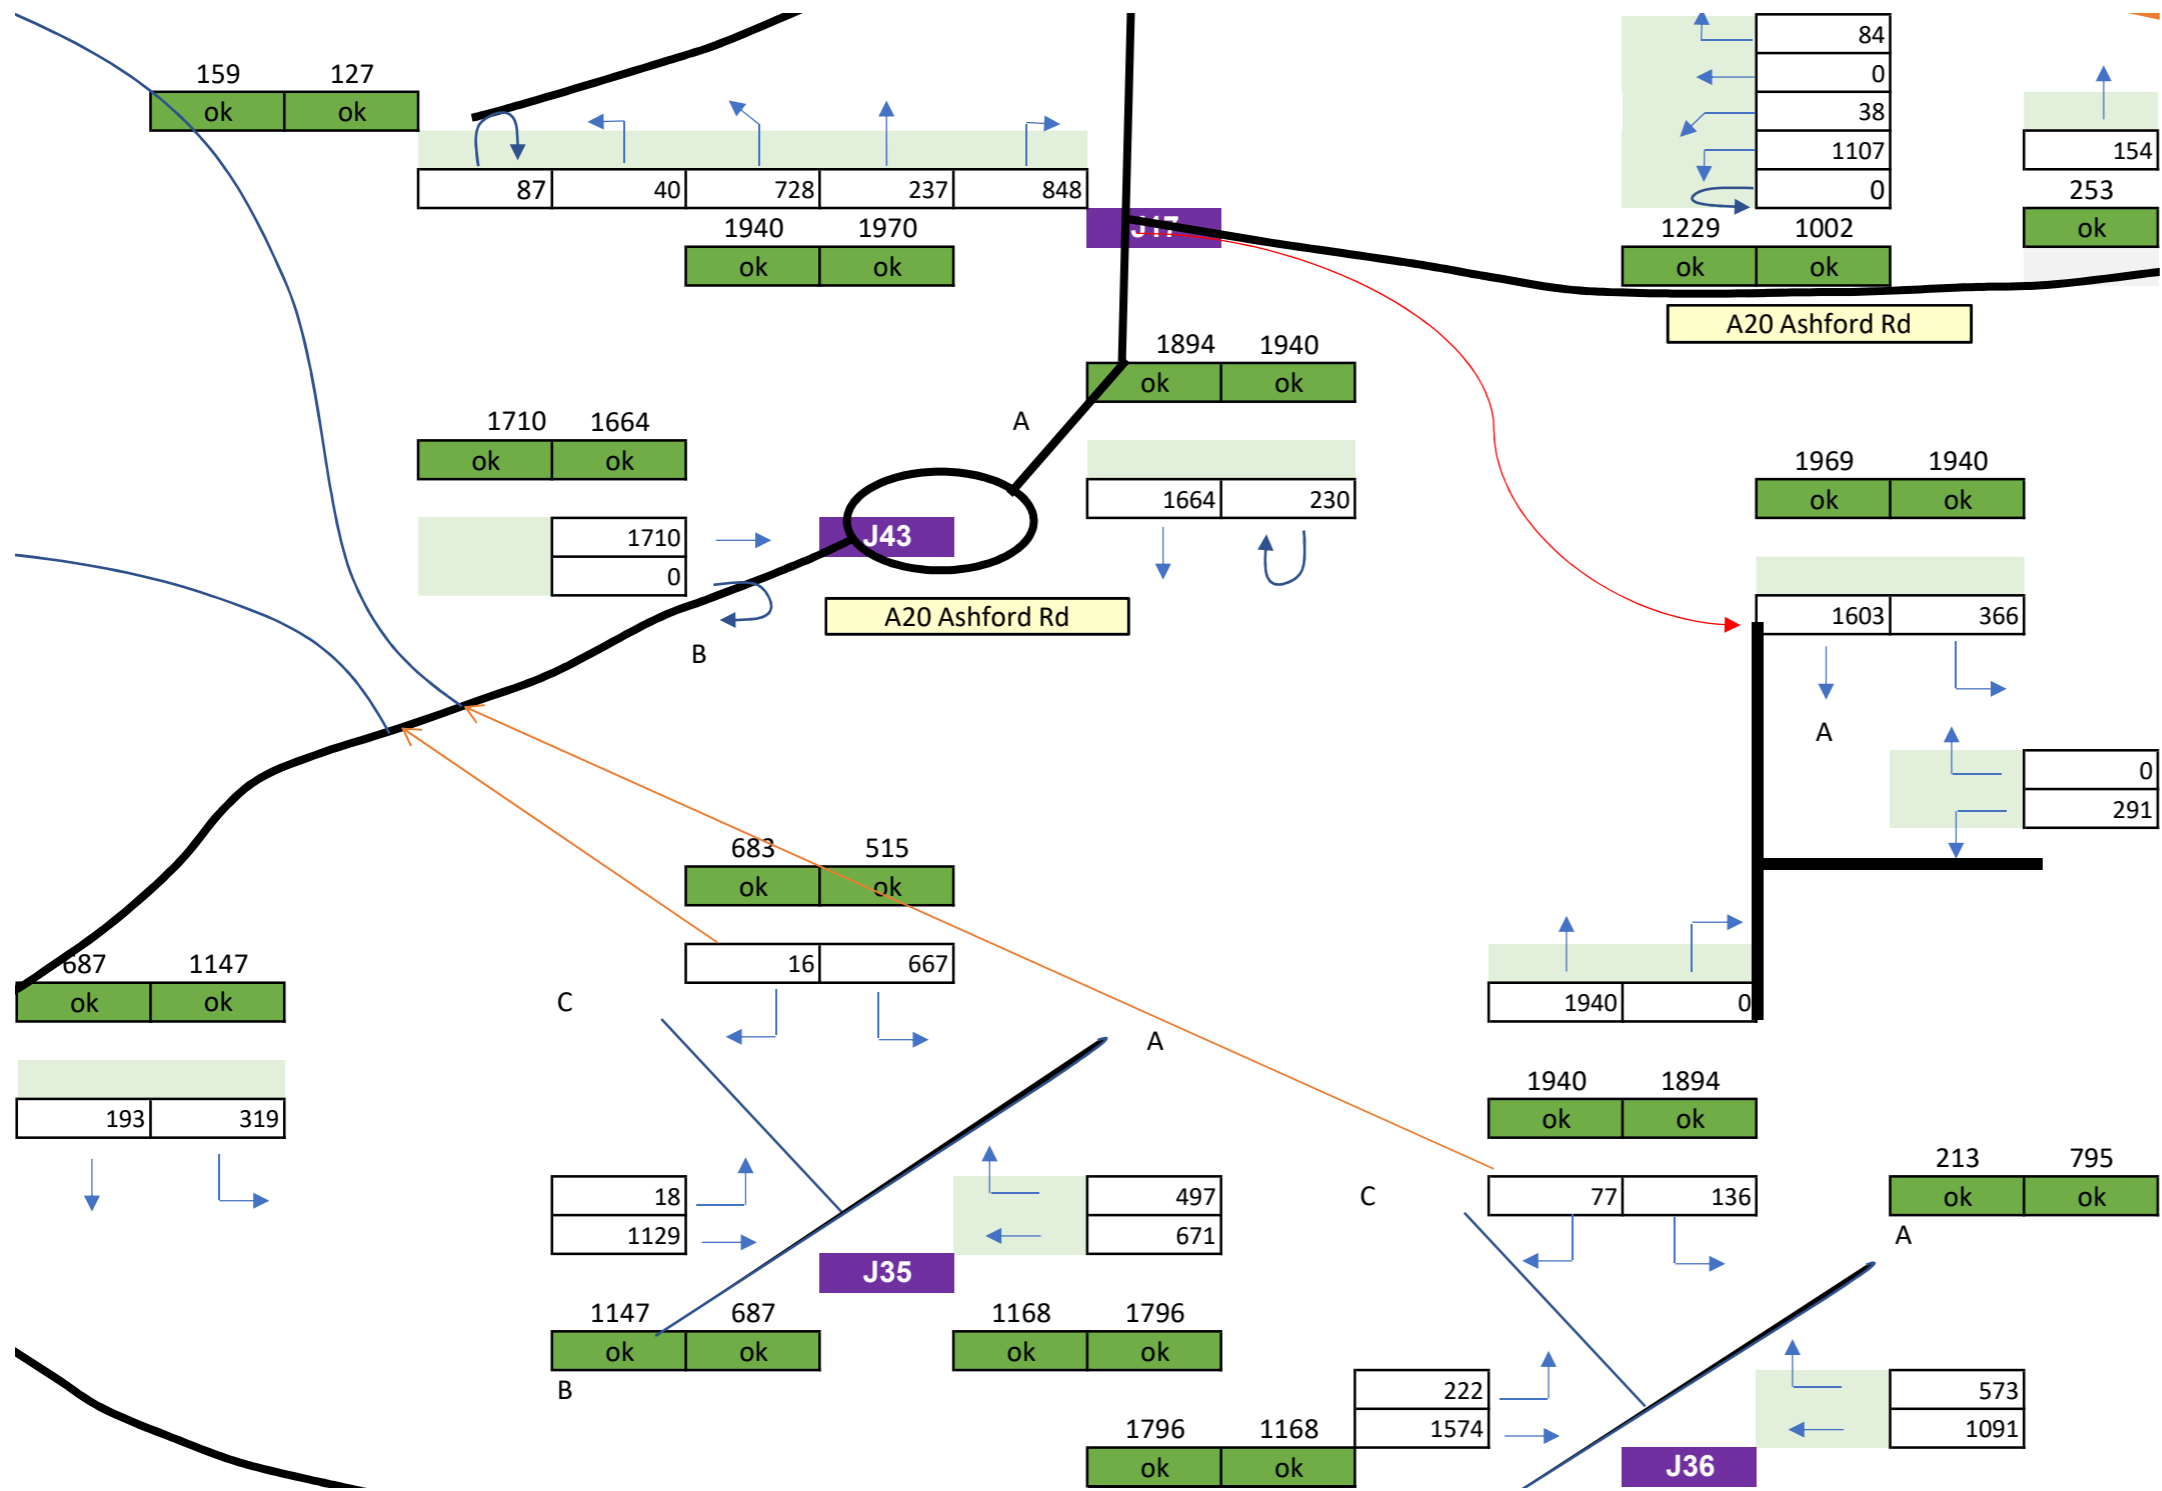 84
159 127
0
ok ok
38
1107 154
87 40 728 237 848
0
253
1940 1970
J17
1229 1002
ok
ok ok
ok ok
A20 Ashford Rd
1894 1940
ok ok
1710 1664
A
ok ok
1969 1940
1664 230
ok ok
1710
J43
0
A20 Ashford Rd
1603 366
B
A
0
291
683 515
ok ok
687 1147
16 667
ok ok
C
1940 0
A
193 319
1940 1894
ok ok
213 795
18
497
C
77 136
ok ok
1129
671
A
J35
1147 687
1168 1796
ok ok
ok ok
B
222
573
1796 1168
1574
1091
ok ok
J36